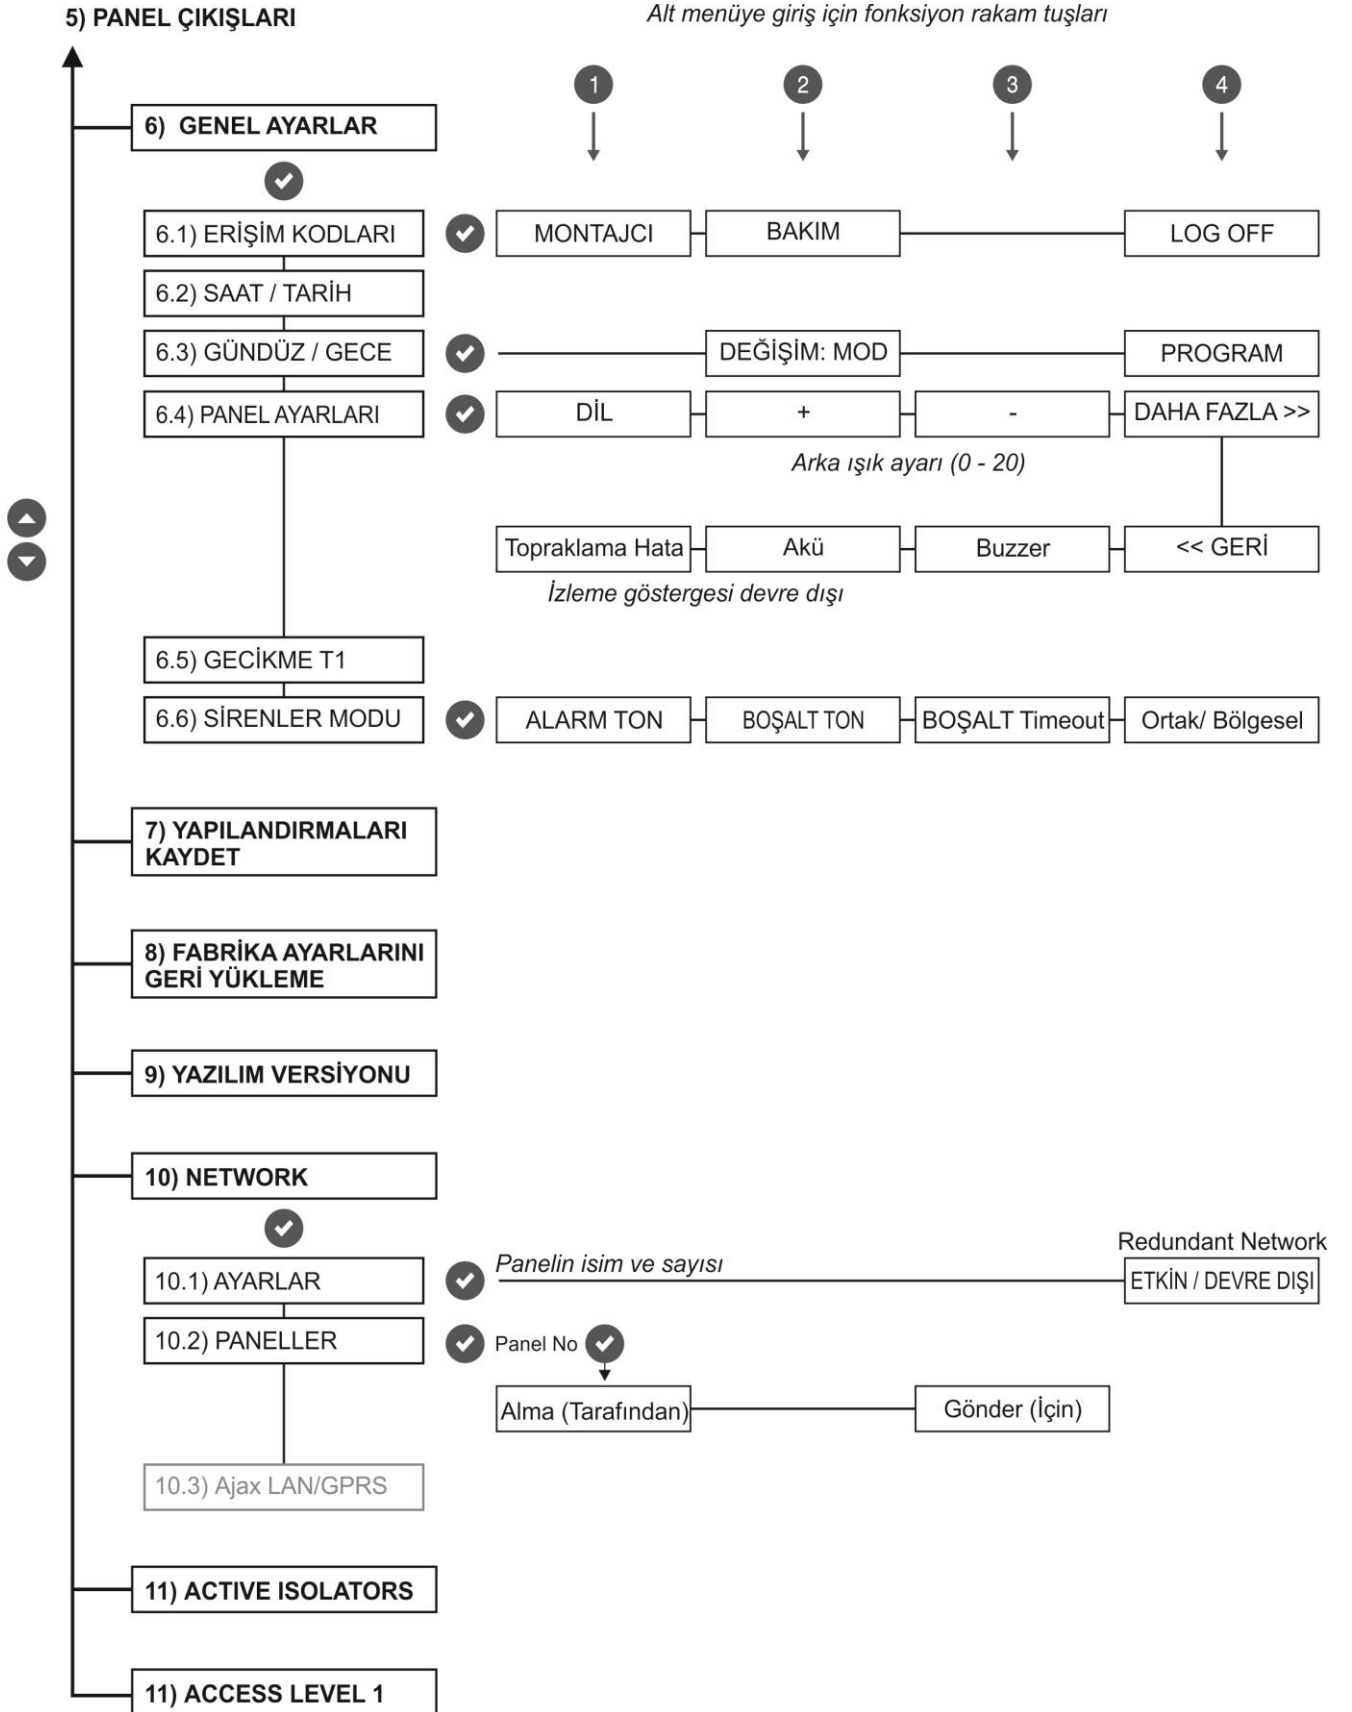 5) PANEL ÇIKIŞLARI
Alt menüye giriş için fonksiyon rakam tuşları
1 2 3 4
6) GENEL AYARLAR
6.1) ERİŞİM KODLARI MONTAJCI BAKIM LOG OFF
6.2) SAAT / TARİH
6.3) GÜNDÜZ / GECE DEĞİŞİM: MOD PROGRAM
6.4) PANEL AYARLARI DİL + - DAHA FAZLA >>
Arka ışık ayarı (0 - 20)
Topraklama Hata Akü Buzzer << GERİ
İzleme göstergesi devre dışı
6.5) GECİKME T1
6.6) SİRENLER MODU ALARM TON BOŞALT TON BOŞALT Timeout Ortak/ Bölgesel
7) YAPILANDIRMALARI
KAYDET
8) FABRİKA AYARLARINI
GERİ YÜKLEME
9) YAZILIM VERSİYONU
10) NETWORK
Redundant Network
10.1) AYARLAR Panelin isim ve sayısı ETKİN / DEVRE DIŞI
10.2) PANELLER Panel No
Alma (Tarafından) Gönder (İçin)
10.3) Ajax LAN/GPRS
11) ACTIVE ISOLATORS
11) ACCESS LEVEL 1